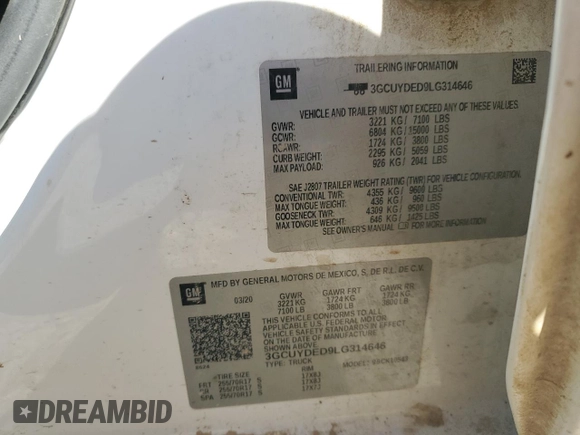 GM
TRAILERING INFORMATION
3GCUYDED9LG314646
VEHICLE AND TRAILER MUST NOT EXCEED ANY OF THESE VALUES
GVWR: 3221 KG/ 7100 LBS
GCWR: 6804 KG/ 15000 LBS
RGAWR: 1724 KG/ 3800 LBS
CURB WEIGHT: 2295 KG/ 5059 LBS
MAX PAYLOAD: 926 KG/ 2041 LBS
SAE J2807 TRAILER WEIGHT RATING (TWR) FOR VEHICLE CONFIGURATION.
CONVENTIONAL TWR: 4355 KG/ 9600 LBS
MAX TONGUE WEIGHT: 436 KG/ 960 LBS
GOOSENECK TWR: 4309 KG/ 9500 LBS
MAX TONGUE WEIGHT: 646 KG/ 1425 LBS
SEE OWNER'S MANUAL FOR MORE INFORMATION.
GM
MFD BY GENERAL MOTORS DE MEXICO, S. DE R.L. DE C.V.
03/20 GVWR GAWR FRT GAWR RR
3221 KG 1724 KG 1724 KG
7100 LB 3800 LB 3800 LB
THIS VEHICLE CONFORMS TO ALL
APPLICABLE U.S. FEDERAL MOTOR
VEHICLE SAFETY STANDARDS IN EFFECT
ON THE DATE OF MANUFACTURE
SHOWN ABOVE
3GCUYDED9LG314646
TYPE: TRUCK MODEL:
TIRE SIZE RIM
FRT 255/70R17 S 17X8J
RR 255/70R17 S 17X8J
SPA 255/70R17 S 17X7J
DREAMBID